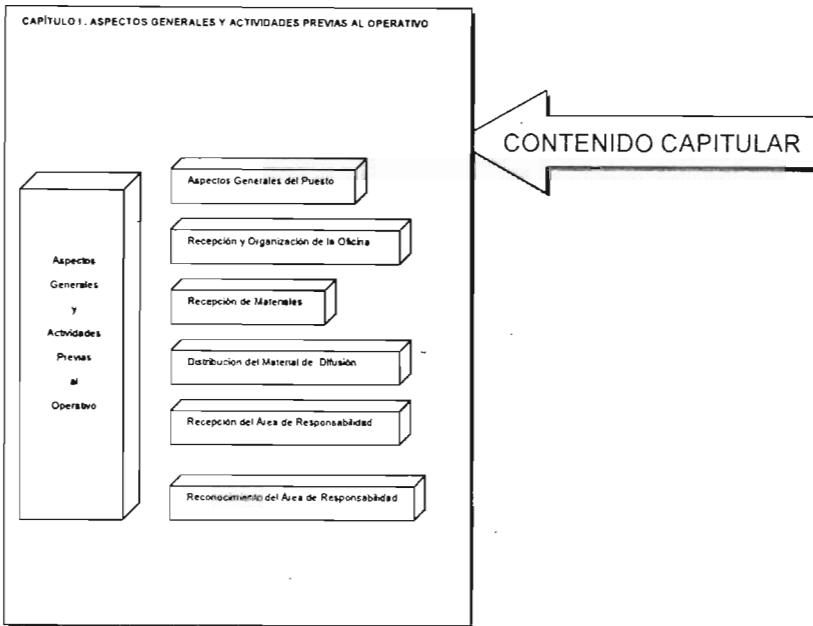 CAPÍTULO I. ASPECTOS GENERALES Y ACTIVIDADES PREVIAS AL OPERATIVO
CONTENIDO CAPITULAR
Aspectos
Generales
y
Actividades
Previas
al
Operativo
Aspectos Generales del Puesto
Recepción y Organización de la Oficina
Recepción de Materiales
Distribucion del Material de Difusión
Recepción del Área de Responsabilidad
Reconocimiento del Área de Responsabilidad